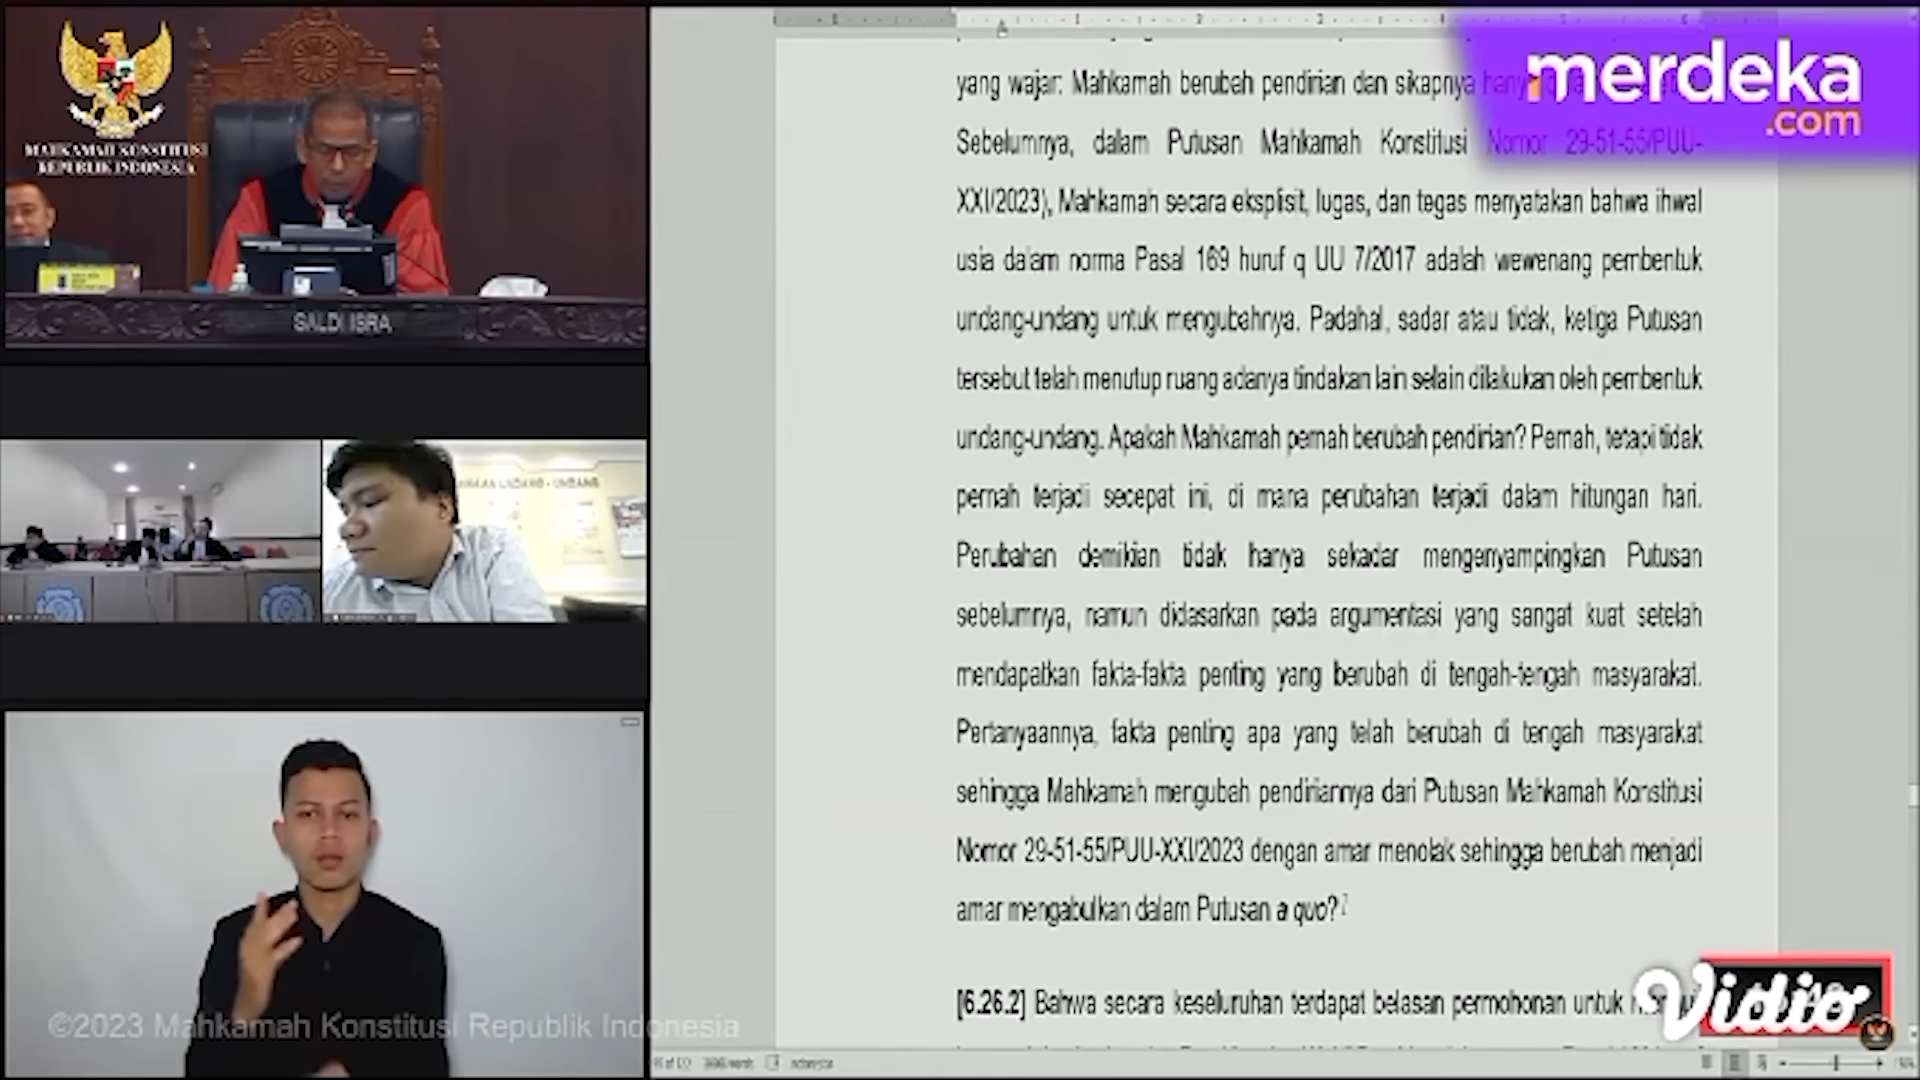 MAHKAMAH KONSTITUSI
REPUBLIK INDONESIA
SALDI ISRA
UNDANG - UNDANG
©2023 Mahkamah Konstitusi Republik Indonesia
merdeka
.com
yang wajar: Mahkamah berubah pendirian dan sikapnya
Sebelumnya, dalam Putusan Mahkamah Konstitusi Nomor 29-51-55/PUU-
XXI/2023), Mahkamah secara eksplisit, lugas, dan tegas menyatakan bahwa ihwal
usia dalam norma Pasal 169 huruf q UU 7/2017 adalah wewenang pembentuk
undang-undang untuk mengubahnya. Padahal, sadar atau tidak, ketiga Putusan
tersebut telah menutup ruang adanya tindakan lain selain dilakukan oleh pembentuk
undang-undang. Apakah Mahkamah pernah berubah pendirian? Pernah, tetapi tidak
pernah terjadi secepat ini, di mana perubahan terjadi dalam hitungan hari.
Perubahan demikian tidak hanya sekadar mengenyampingkan Putusan
sebelumnya, namun didasarkan pada argumentasi yang sangat kuat setelah
mendapatkan fakta-fakta penting yang berubah di tengah-tengah masyarakat.
Pertanyaannya, fakta penting apa yang telah berubah di tengah masyarakat
sehingga Mahkamah mengubah pendiriannya dari Putusan Mahkamah Konstitusi
Nomor 29-51-55/PUU-XXI/2023 dengan amar menolak sehingga berubah menjadi
amar mengabulkan dalam Putusan a quo?
[6.26.2] Bahwa secara keseluruhan terdapat belasan permohonan untuk
Vidio